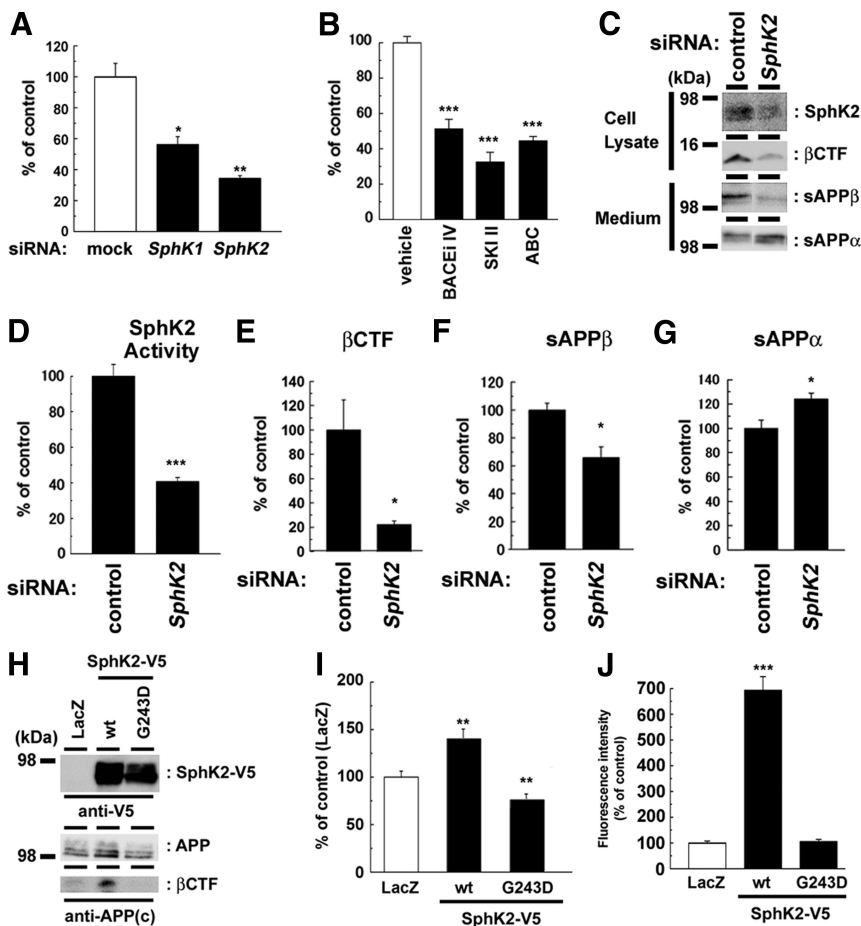 A
% of control
120
100
80
60
40
20
0
*
**
siRNA: mock SphK1 SphK2
B
% of control
100
80
60
40
20
0
***
***
***
vehicle
BACEi IV
SKI II
ABC
C
siRNA: control SphK2
(kDa)
Cell Lysate
98
: SphK2
16
: βCTF
Medium
98
: sAPPβ
98
: sAPPα
D
SphK2
Activity
% of control
100
80
60
40
20
0
***
siRNA: control SphK2
E
βCTF
% of control
140
120
100
80
60
40
20
0
*
siRNA: control SphK2
F
sAPPβ
% of control
120
100
80
60
40
20
0
*
siRNA: control SphK2
G
sAPPα
% of control
140
120
100
80
60
40
20
0
*
siRNA: control SphK2
H
SphK2-V5
LacZ wt G243D
(kDa)
98
: SphK2-V5
anti-V5
: APP
98
: βCTF
anti-APP(c)
I
% of control (LacZ)
200
150
100
50
0
**
**
LacZ wt G243D
SphK2-V5
J
Fluorescence intensity
(% of control)
700
600
500
400
300
200
100
0
***
LacZ wt G243D
SphK2-V5